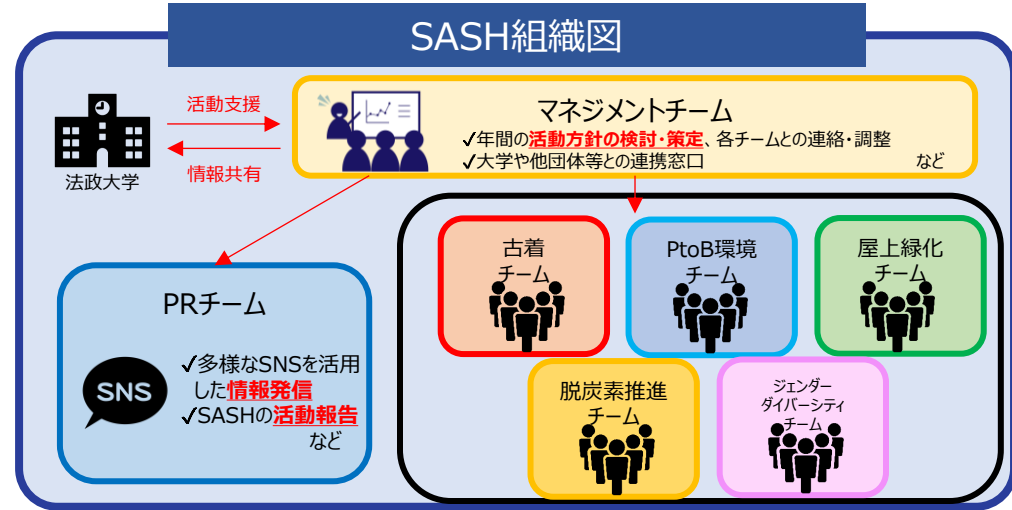 SASH組織図
活動支援
情報共有
法政大学
マネジメントチーム
✓年間の活動方針の検討・策定、各チームとの連絡・調整
✓大学や他団体等との連携窓口 など
PRチーム
SNS
✓多様なSNSを活用
した情報発信
✓SASHの活動報告
など
古着
チーム
PtoB環境
チーム
屋上緑化
チーム
脱炭素推進
チーム
ジェンダー
ダイバーシティ
チーム